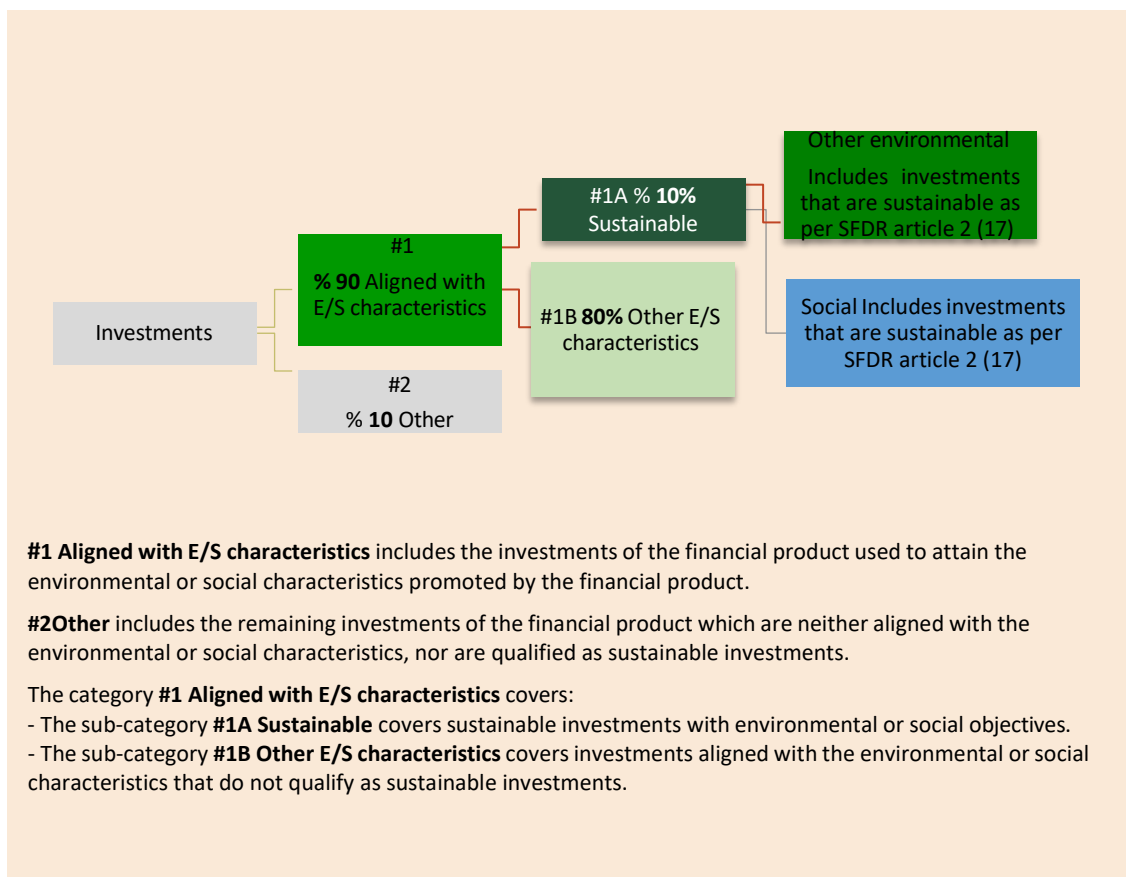 Investments
#1
% 90 Aligned with
E/S characteristics
#2
% 10 Other
#1A % 10%
Sustainable
#1B 80% Other E/S
characteristics
Other environmental
Includes investments
that are sustainable as
per SFDR article 2 (17)
Social Includes investments
that are sustainable as per
SFDR article 2 (17)
#1 Aligned with E/S characteristics includes the investments of the financial product used to attain the
environmental or social characteristics promoted by the financial product.
#2Other includes the remaining investments of the financial product which are neither aligned with the
environmental or social characteristics, nor are qualified as sustainable investments.
The category #1 Aligned with E/S characteristics covers:
- The sub-category #1A Sustainable covers sustainable investments with environmental or social objectives.
- The sub-category #1B Other E/S characteristics covers investments aligned with the environmental or social
characteristics that do not qualify as sustainable investments.